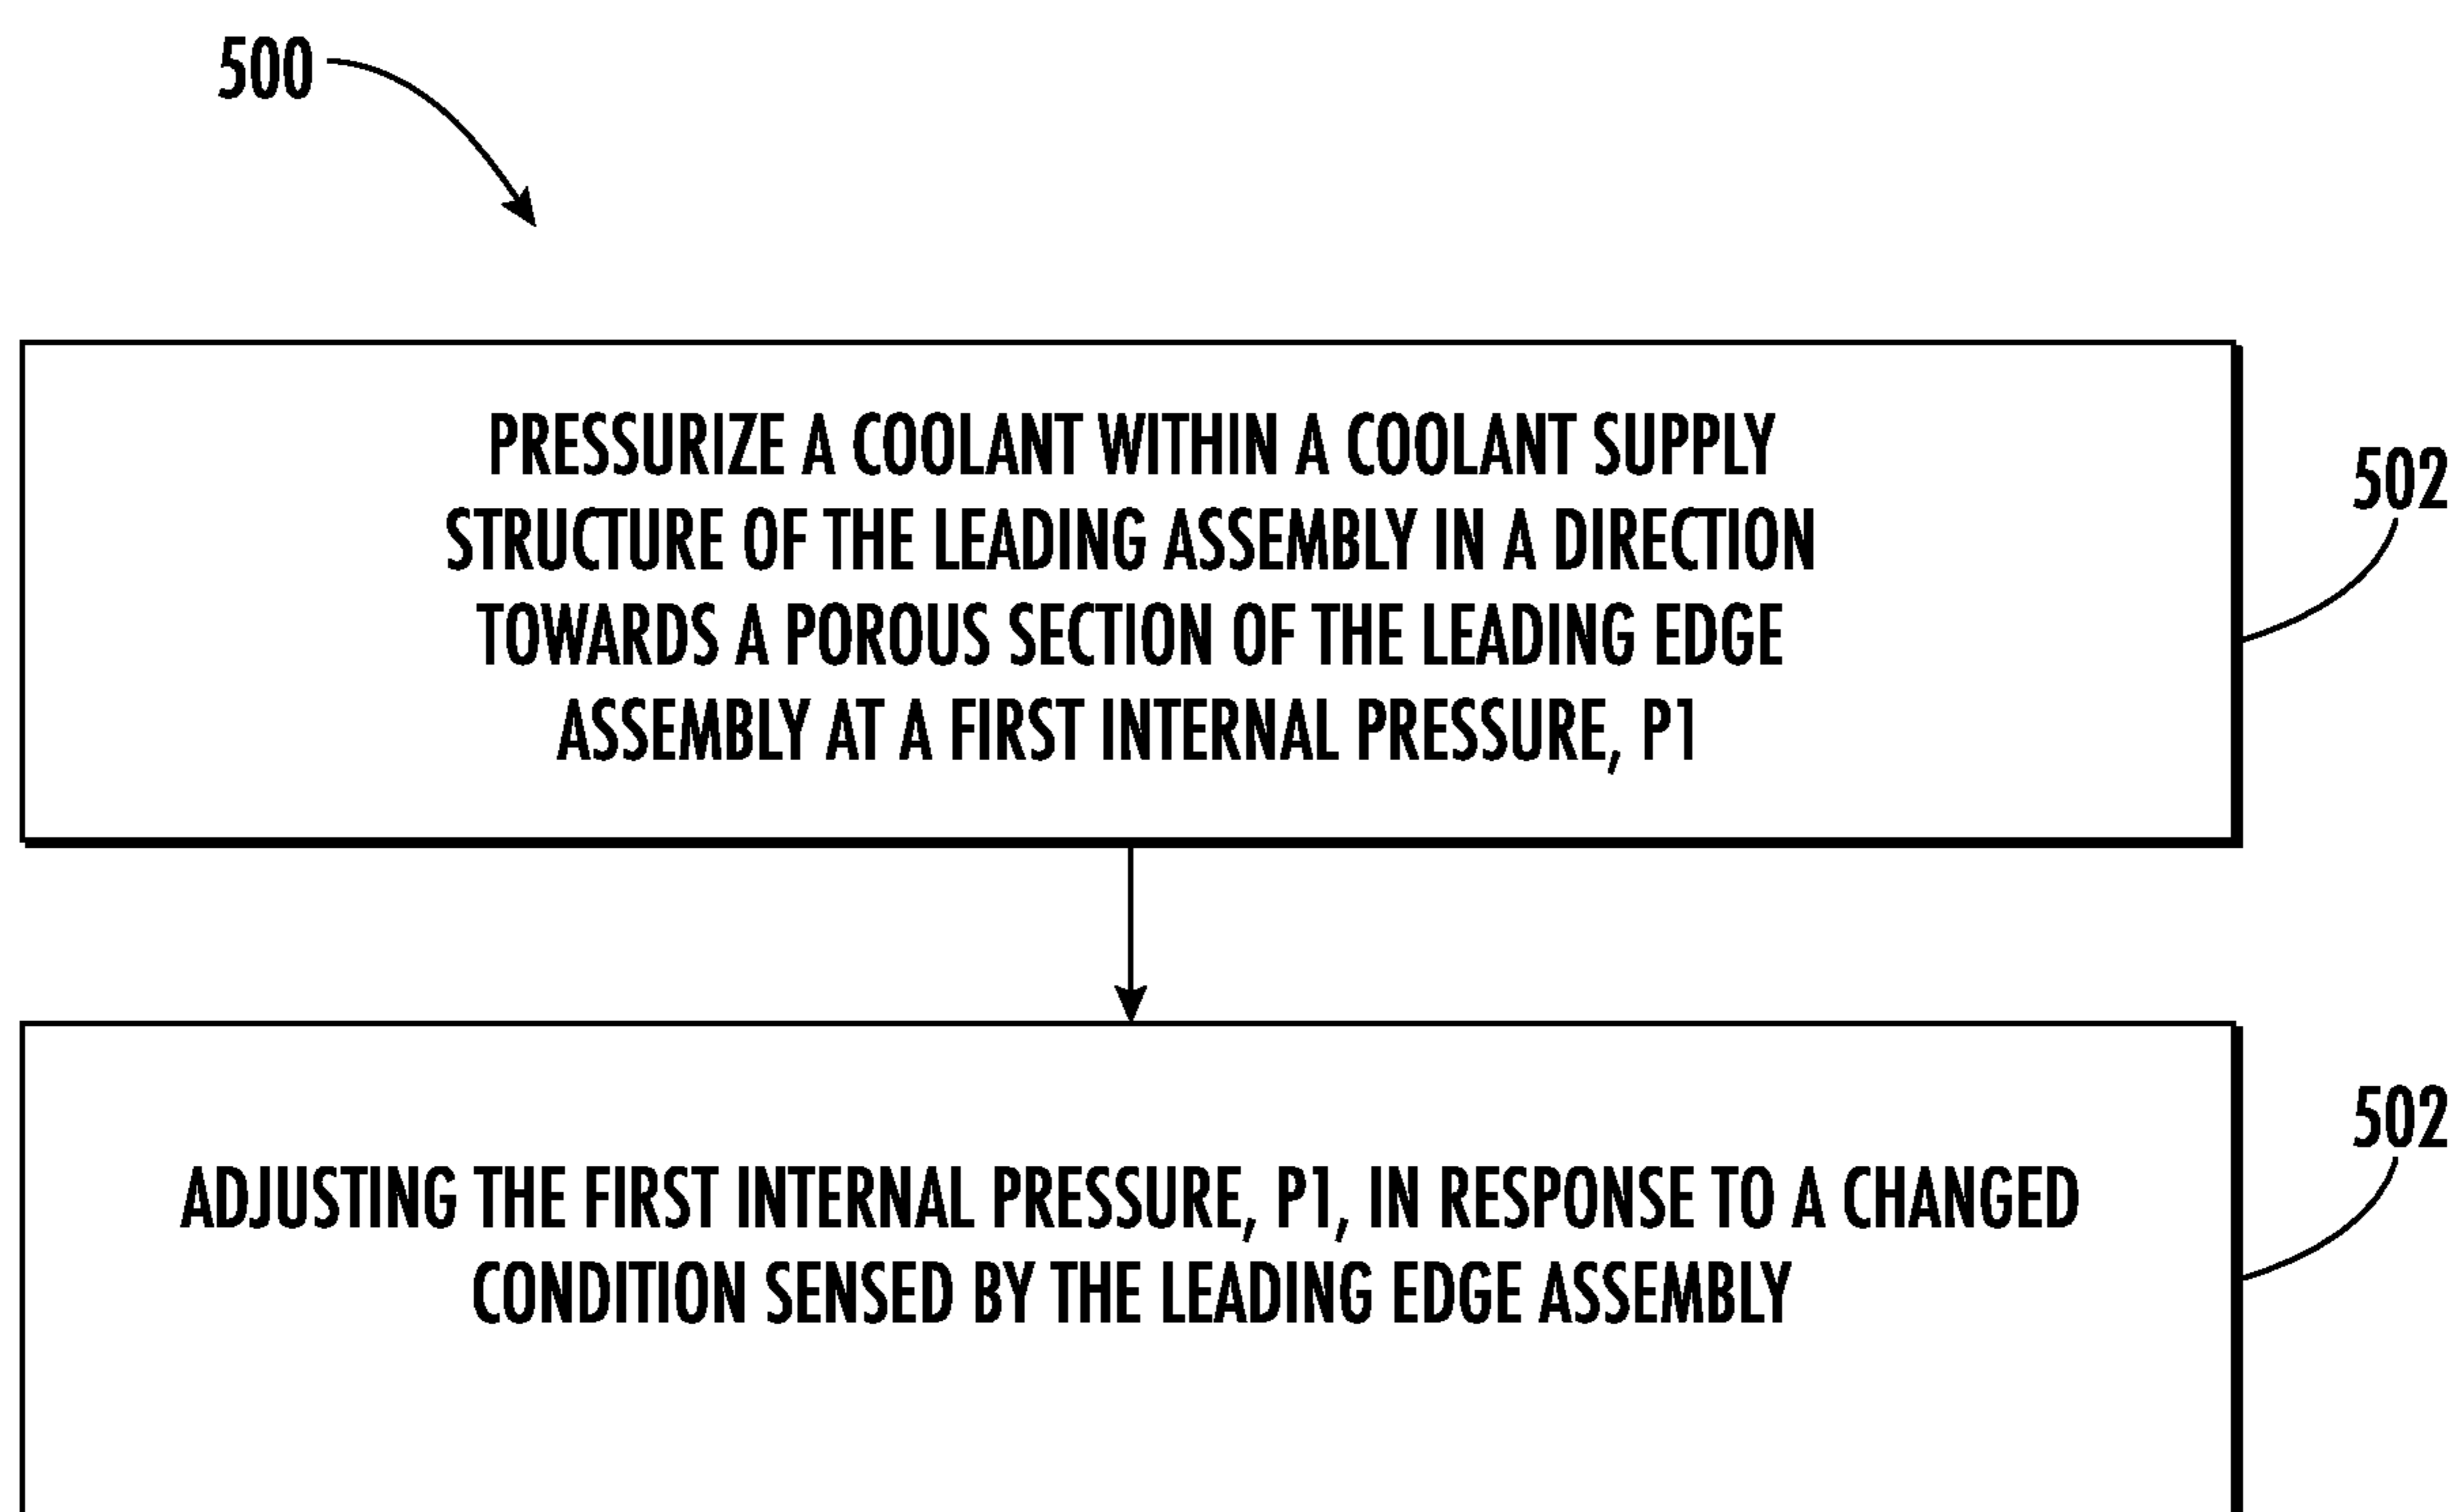 500
PRESSURIZE A COOLANT WITHIN A COOLANT SUPPLY
STRUCTURE OF THE LEADING ASSEMBLY IN A DIRECTION
TOWARDS A POROUS SECTION OF THE LEADING EDGE
ASSEMBLY AT A FIRST INTERNAL PRESSURE, P1
502
ADJUSTING THE FIRST INTERNAL PRESSURE, P1, IN RESPONSE TO A CHANGED
CONDITION SENSED BY THE LEADING EDGE ASSEMBLY
502